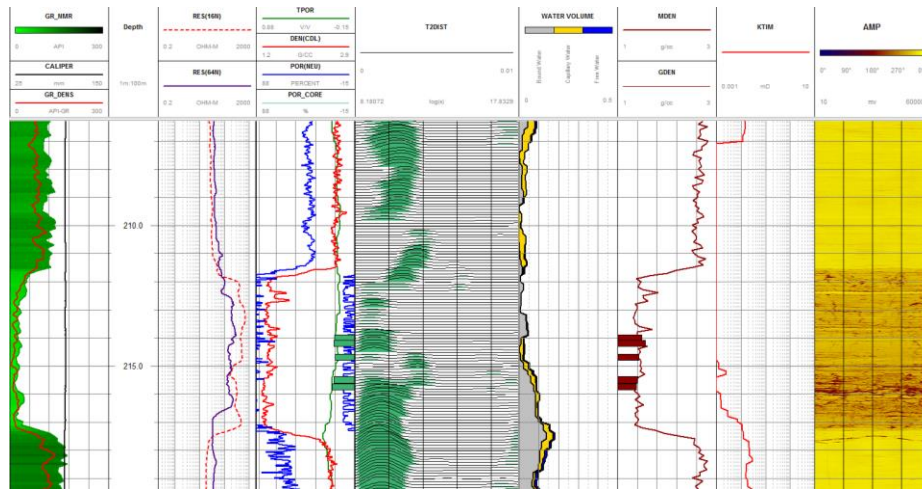 GR_NMR
0 API 300
CALIPER
25 mm 150
GR_DENS
0 API-GR 300
Depth
1m:100m
RES(16N)
0.2 OHM-M 2000
RES(64N)
0.2 OHM-M 2000
TPOR
0.60 V/V -0.15
DEN(CDL)
1.2 G/CC 2.8
POR(NEU)
60 PERCENT -15
POR_CORE
% -15
T2DIST
0 0.01
log(s)
WATER VOLUME
Bound Water
Capillary Water
Free Water
0 0.5
MDEN
1 g/cc 3
GDEN
1 g/cc 3
KTIM
0.001 mD 10
AMP
0° 90° 180° 270° 0°
10 mv 6000
210.0
215.0